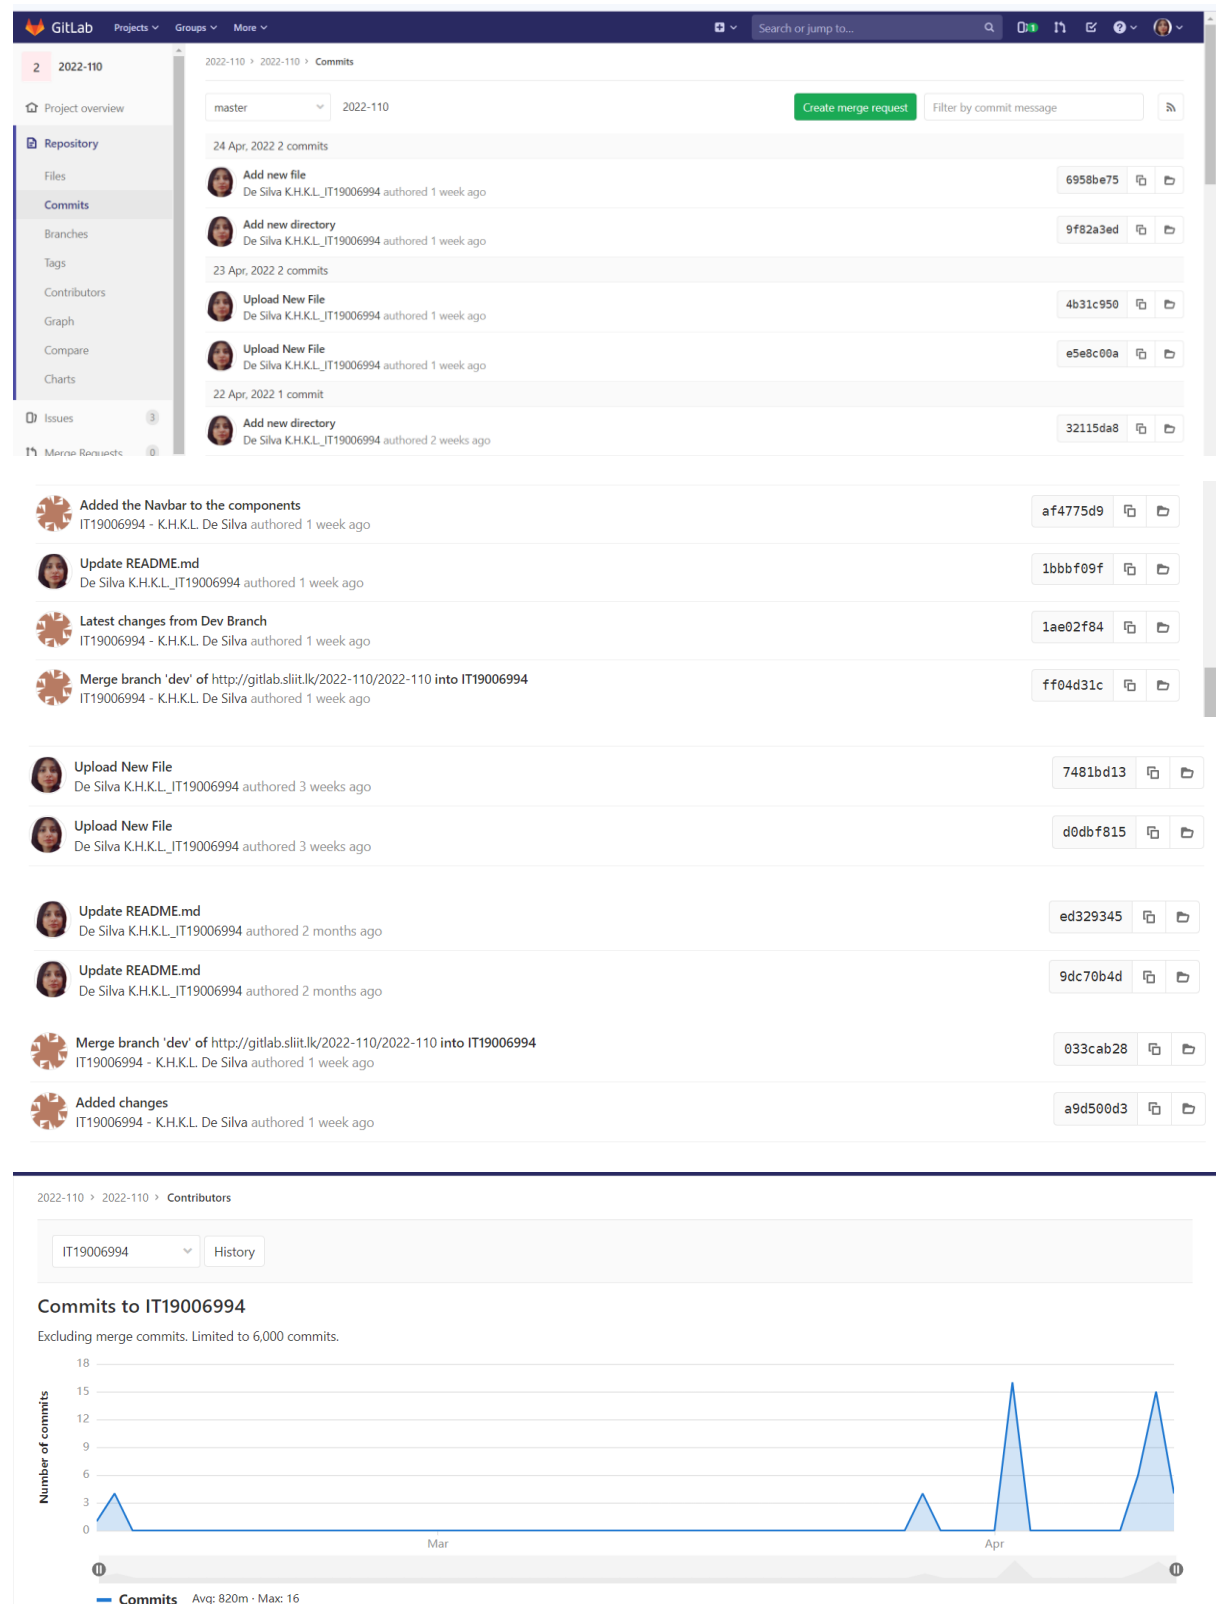 GitLab Projects Groups More Search or jump to... 1
2 2022-110
2022-110 > 2022-110 > Commits
Project overview
master 2022-110 Create merge request Filter by commit message
Repository
24 Apr, 2022 2 commits
Files
Add new file
De Silva K.H.K.L._IT19006994 authored 1 week ago
6958be75
Commits
Add new directory
De Silva K.H.K.L._IT19006994 authored 1 week ago
9f82a3ed
Branches
Tags
23 Apr, 2022 2 commits
Contributors
Upload New File
De Silva K.H.K.L._IT19006994 authored 1 week ago
4b31c950
Graph
Compare
Upload New File
De Silva K.H.K.L._IT19006994 authored 1 week ago
e5e8c00a
Charts
22 Apr, 2022 1 commit
Issues 3
Add new directory
De Silva K.H.K.L._IT19006994 authored 2 weeks ago
32115da8
Merge Requests 0
Added the Navbar to the components
IT19006994 - K.H.K.L. De Silva authored 1 week ago
af4775d9
Update README.md
De Silva K.H.K.L._IT19006994 authored 1 week ago
1bbbf09f
Latest changes from Dev Branch
IT19006994 - K.H.K.L. De Silva authored 1 week ago
1ae02f84
Merge branch 'dev' of http://gitlab.sliit.lk/2022-110/2022-110 into IT19006994
IT19006994 - K.H.K.L. De Silva authored 1 week ago
ff04d31c
Upload New File
De Silva K.H.K.L._IT19006994 authored 3 weeks ago
7481bd13
Upload New File
De Silva K.H.K.L._IT19006994 authored 3 weeks ago
d0dbf815
Update README.md
De Silva K.H.K.L._IT19006994 authored 2 months ago
ed329345
Update README.md
De Silva K.H.K.L._IT19006994 authored 2 months ago
9dc70b4d
Merge branch 'dev' of http://gitlab.sliit.lk/2022-110/2022-110 into IT19006994
IT19006994 - K.H.K.L. De Silva authored 1 week ago
033cab28
Added changes
IT19006994 - K.H.K.L. De Silva authored 1 week ago
a9d500d3
2022-110 > 2022-110 > Contributors
IT19006994 History
Commits to IT19006994
Excluding merge commits. Limited to 6,000 commits.
Number of commits
18
15
12
9
6
3
0
Mar Apr
Commits Avg: 820m · Max: 16